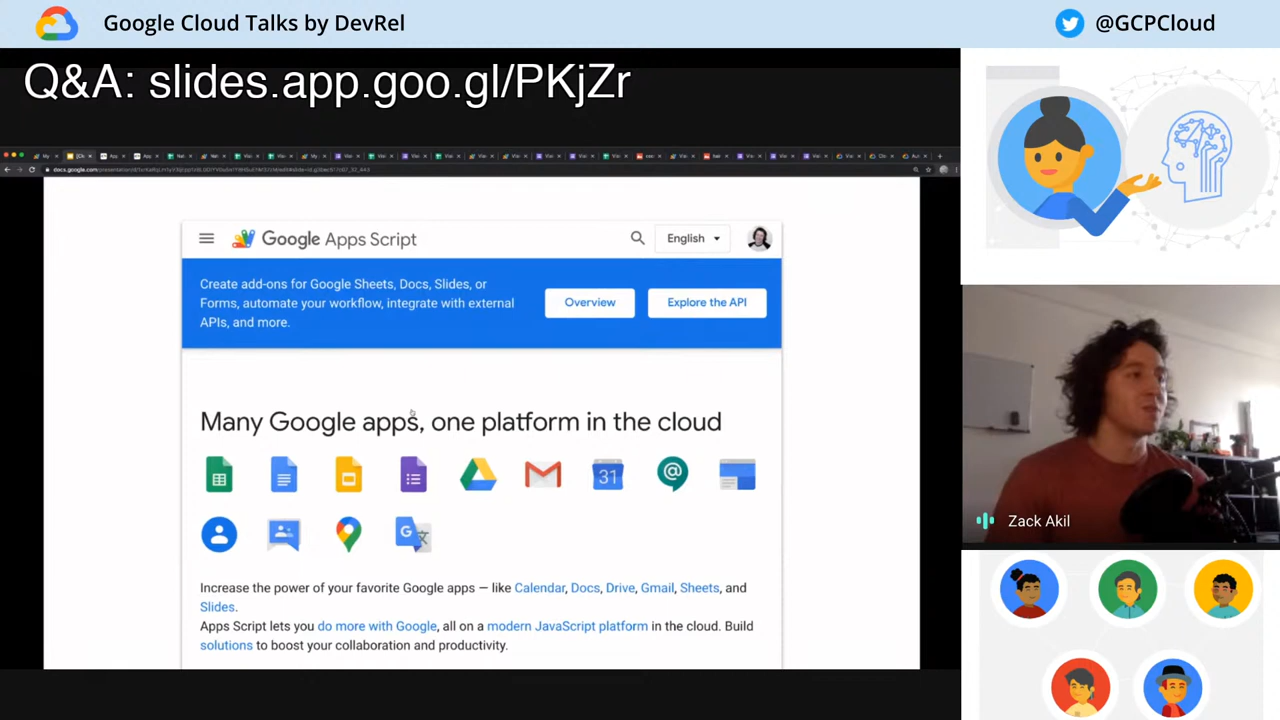 Google Cloud Talks by DevRel
@GCPCloud
Q&A: slides.app.goo.gl/PKjZr
Google Apps Script
English
Create add-ons for Google Sheets, Docs, Slides, or
Forms, automate your workflow, integrate with external
APIs, and more.
Overview
Explore the API
Many Google apps, one platform in the cloud
31
Increase the power of your favorite Google apps — like Calendar, Docs, Drive, Gmail, Sheets, and
Slides.
Apps Script lets you do more with Google, all on a modern JavaScript platform in the cloud. Build
solutions to boost your collaboration and productivity.
Zack Akil